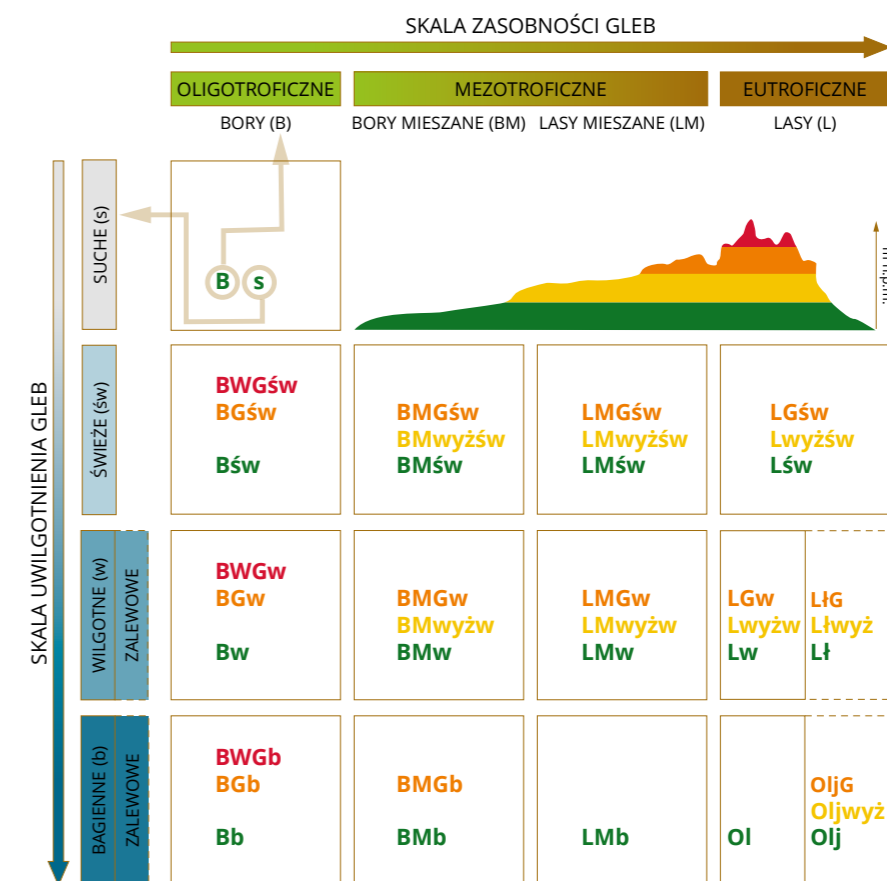 SKALA ZASOBNOŚCI GLEB
OLIGOTROFICZNE
MEZOTROFICZNE
EUTROFICZNE
BORY (B)
BORY MIESZANE (BM)
LASY MIESZANE (LM)
LASY (L)
SKALA UWILGOTNIENIA GLEB
SUCHE (s)
B s
ŚWIEŻE (św)
BWGśw
BGśw
Bśw
BMGśw
BMwyżśw
BMśw
LMGśw
LMwyżśw
LMśw
LGśw
Lwyżśw
Lśw
WILGOTNE (w)
ZALEWOWE
BWGw
BGw
Bw
BMGw
BMwyżw
BMw
LMGw
LMwyżw
LMw
LGw
Lwyżw
Lw
LłG
Lłwyż
Lł
BAGIENNE (b)
ZALEWOWE
BWGb
BGb
Bb
BMGb
BMb
LMb
Ol
OljG
Oljwyż
Olj